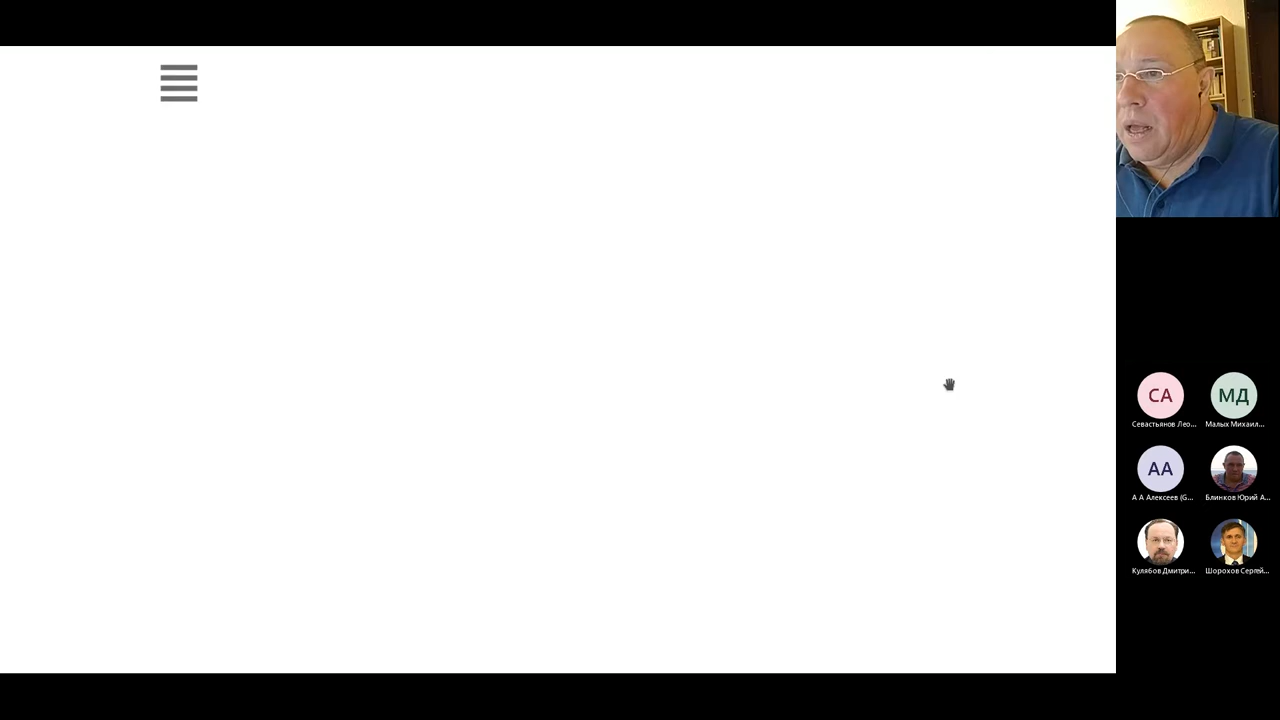 СА
МД
Севастьянов Лео...
Малых Михаил...
АА
А А Алексеев (G...
Блинков Юрий А...
Кулябов Дмитри...
Шорохов Сергей...